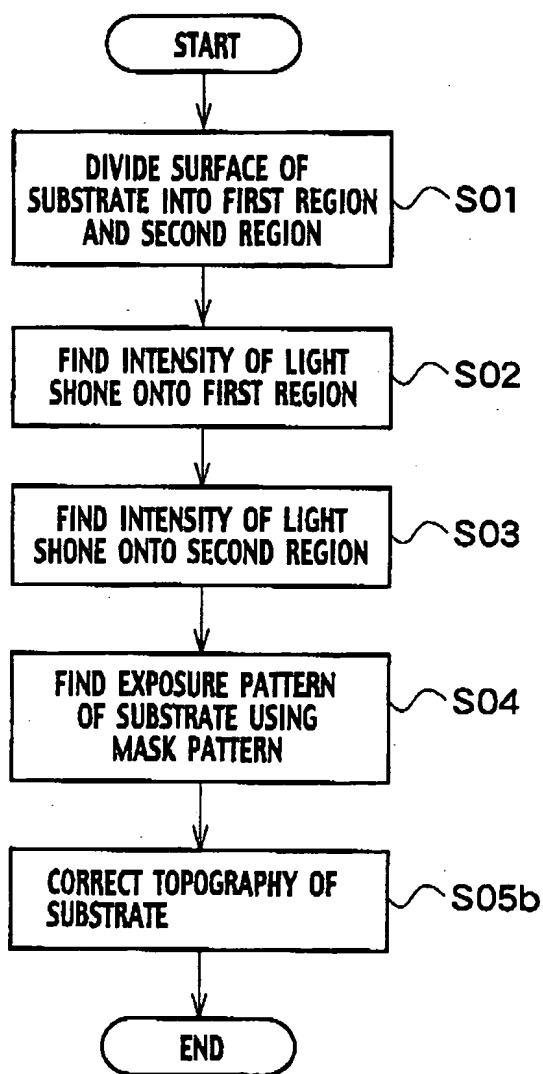 START
DIVIDE SURFACE OF
SUBSTRATE INTO FIRST REGION
AND SECOND REGION
S01
FIND INTENSITY OF LIGHT
SHONE ONTO FIRST REGION
S02
FIND INTENSITY OF LIGHT
SHONE ONTO SECOND REGION
S03
FIND EXPOSURE PATTERN
OF SUBSTRATE USING
MASK PATTERN
S04
CORRECT TOPOGRAPHY OF
SUBSTRATE
S05b
END